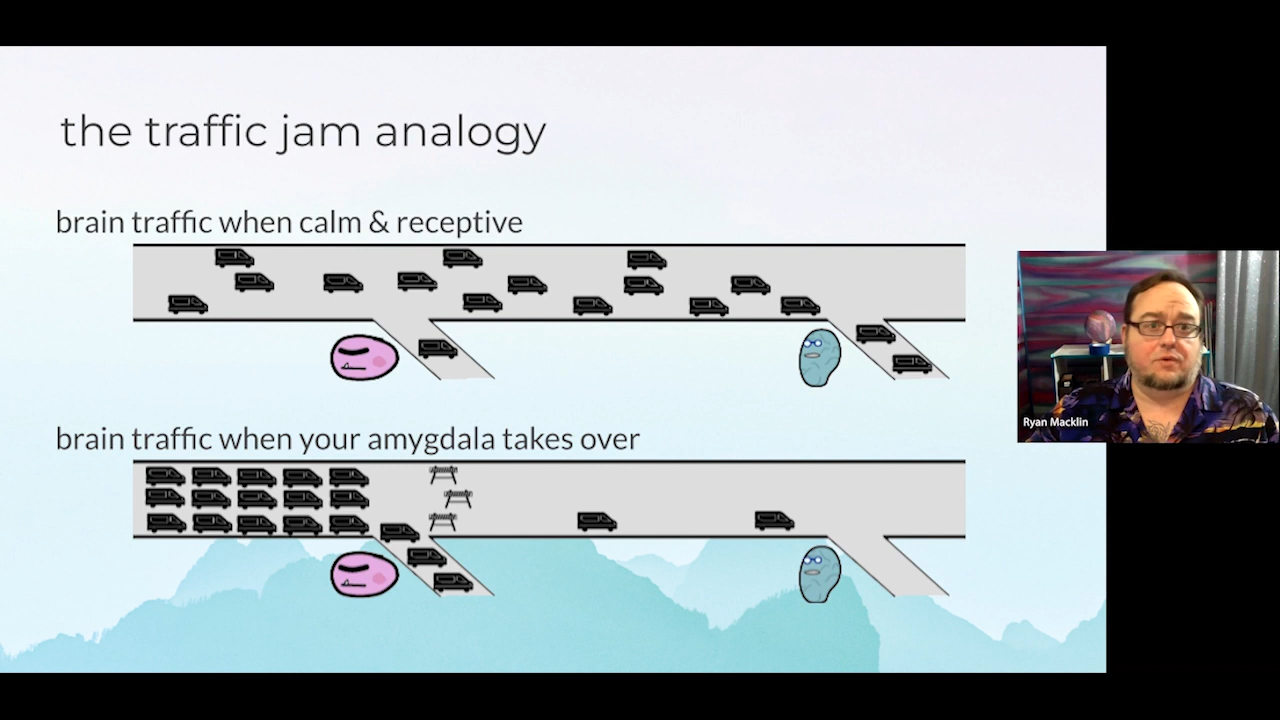 the traffic jam analogy
brain traffic when calm & receptive
brain traffic when your amygdala takes over
Ryan Macklin